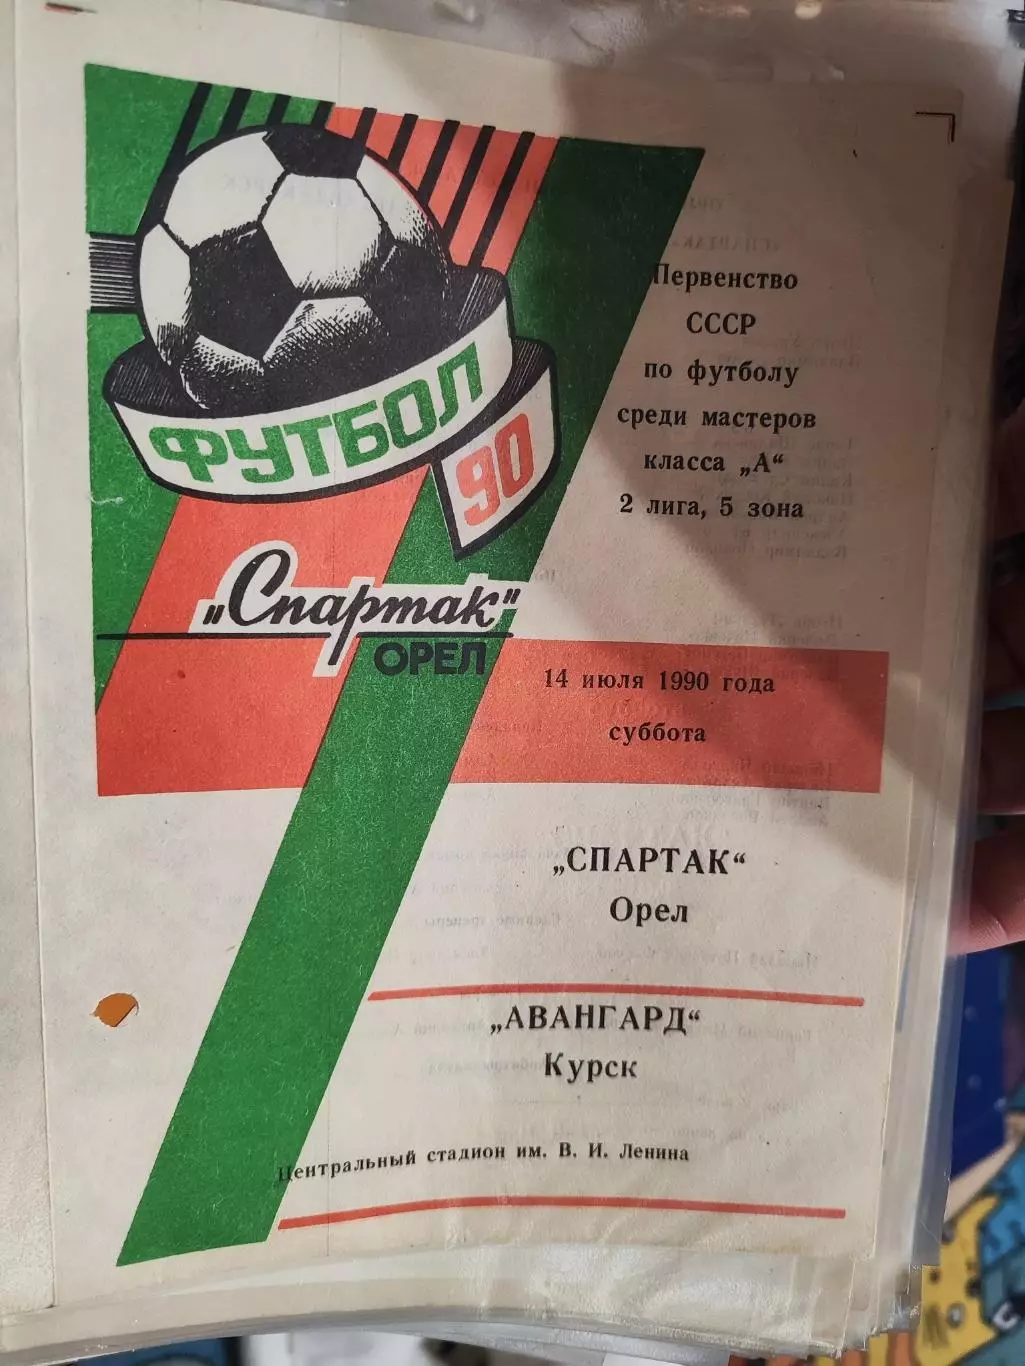 ФУТБОЛ
90
„Спартак"
ОРЕЛ
Первенство
СССР
по футболу
среди мастеров
класса „А“
2 лига, 5 зона
14 июля 1990 года
суббота
„СПАРТАК“
Орел
„АВАНГАРД“
Курск
Центральный стадион им. В. И. Ленина